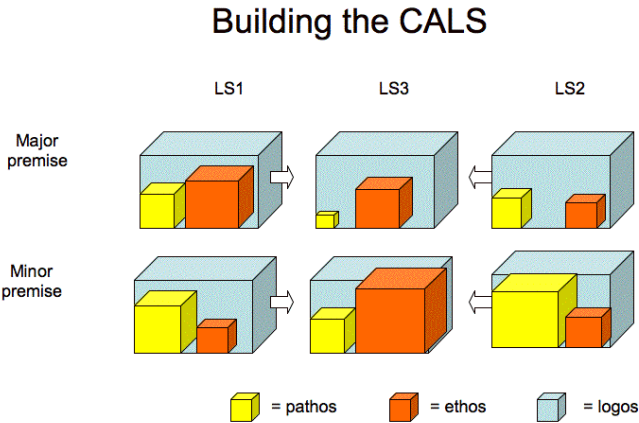 Building the CALS
LS1 LS3 LS2
Major
premise
Minor
premise
= pathos = ethos = logos